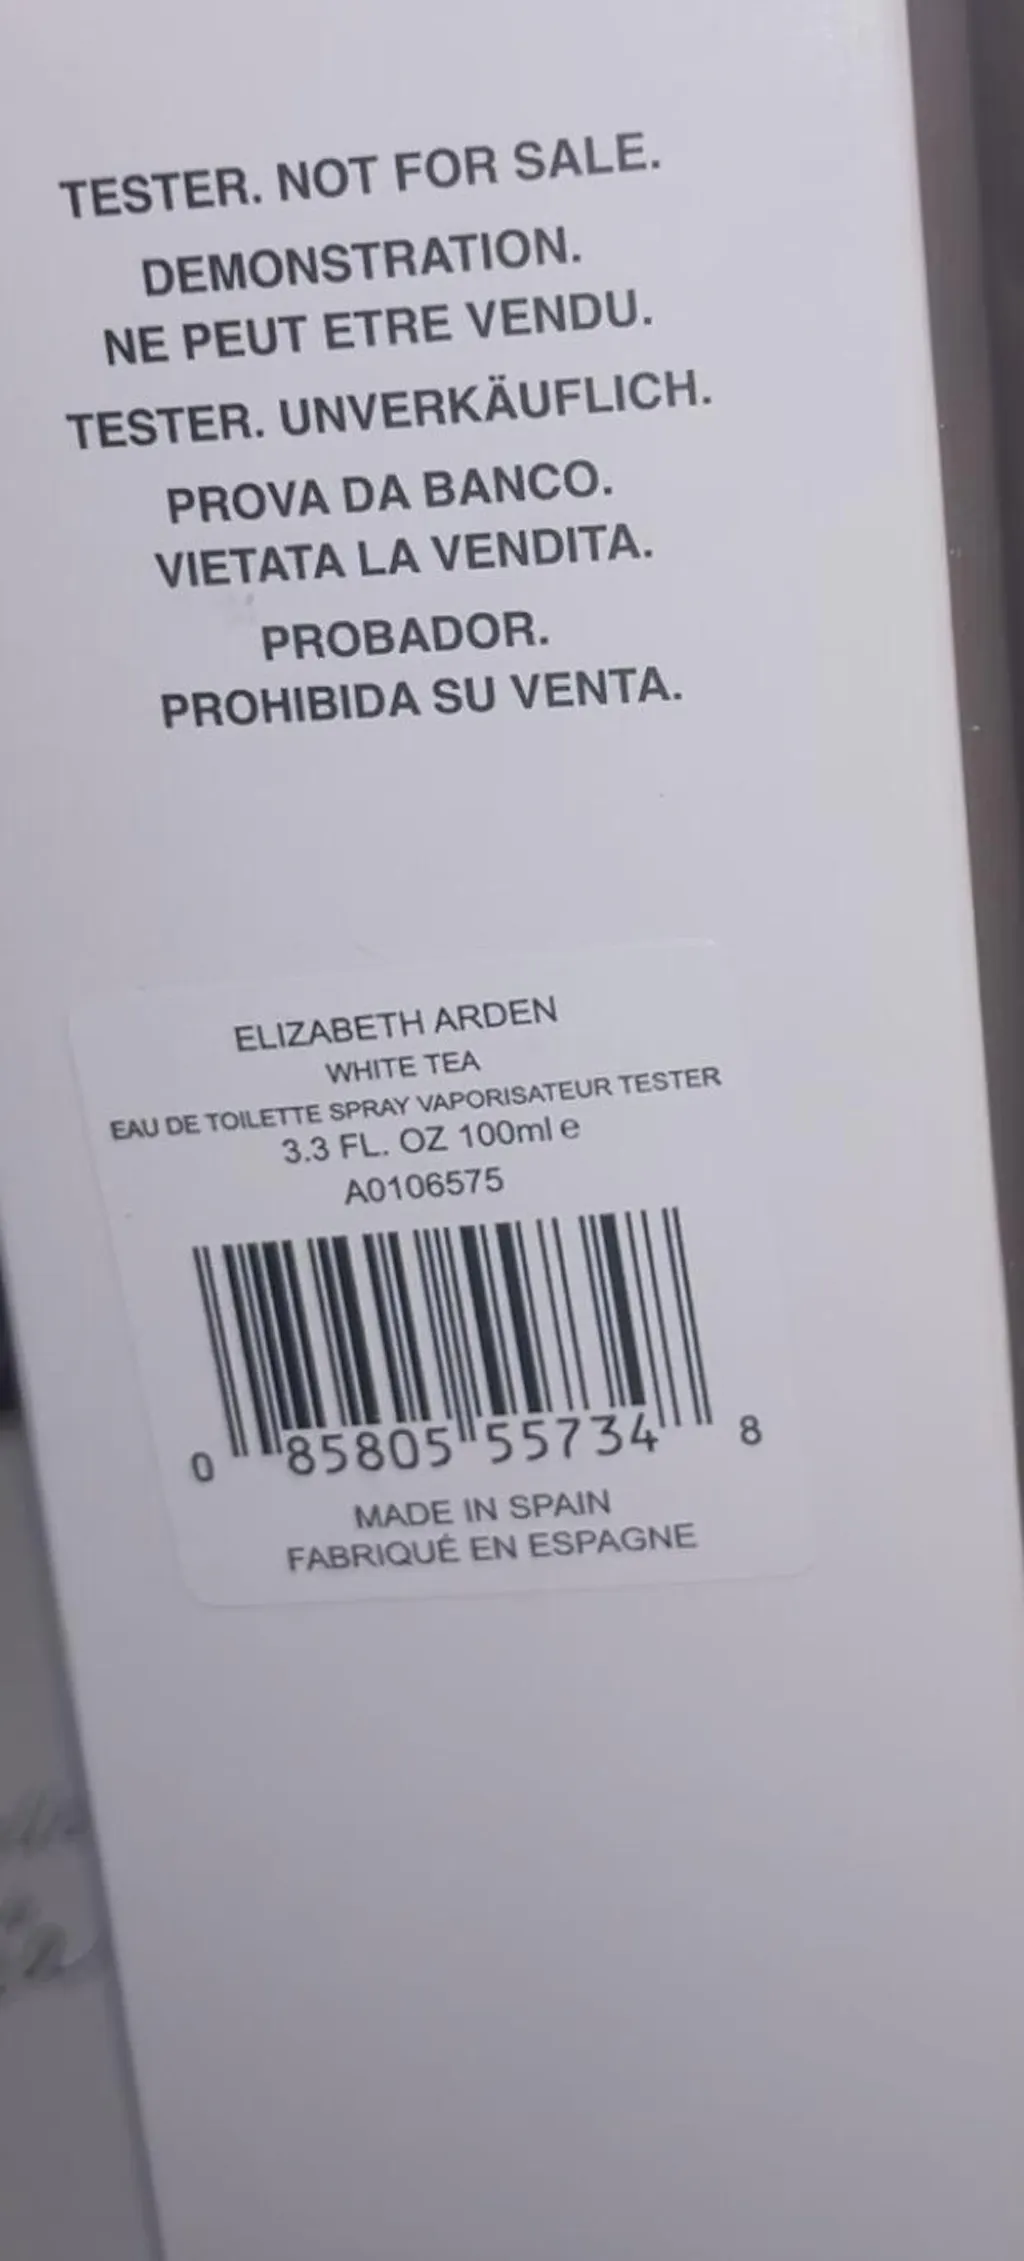 TESTER. NOT FOR SALE.
DEMONSTRATION.
NE PEUT ETRE VENDU.
TESTER. UNVERKÄUFLICH.
PROVA DA BANCO.
VIETATA LA VENDITA.
PROBADOR.
PROHIBIDA SU VENTA.
ELIZABETH ARDEN
WHITE TEA
EAU DE TOILETTE SPRAY VAPORISATEUR TESTER
3.3 FL. OZ 100ml e
A0106575
0 85805 55734 8
MADE IN SPAIN
FABRIQUÉ EN ESPAGNE